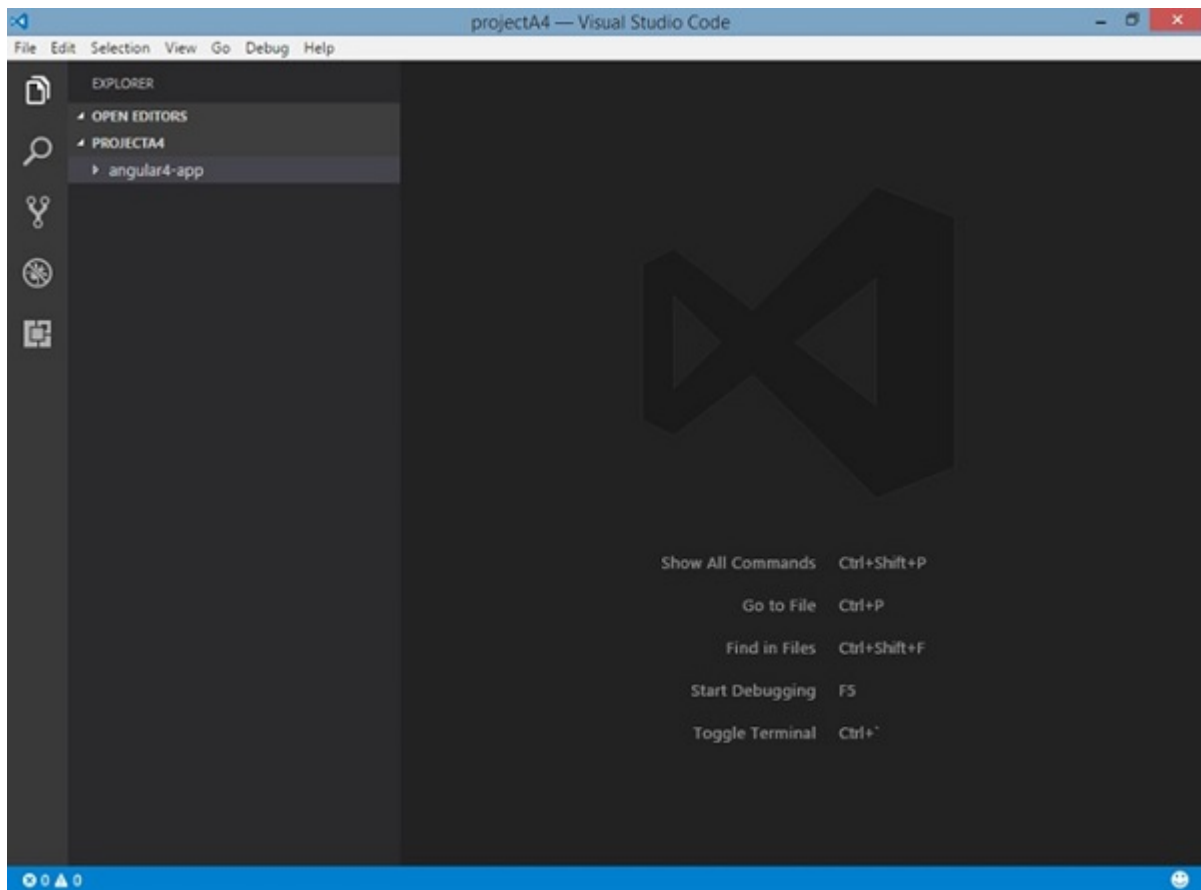 projectA4 — Visual Studio Code
File Edit Selection View Go Debug Help
EXPLORER
OPEN EDITORS
PROJECTA4
angular4-app
Show All Commands Ctrl+Shift+P
Go to File Ctrl+P
Find in Files Ctrl+Shift+F
Start Debugging F5
Toggle Terminal Ctrl+`
0 0